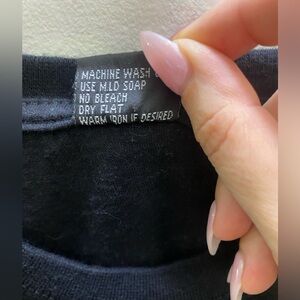 MACHINE WASH
USE MILD SOAP
NO BLEACH
DRY FLAT
WARM IRON IF DESIRED